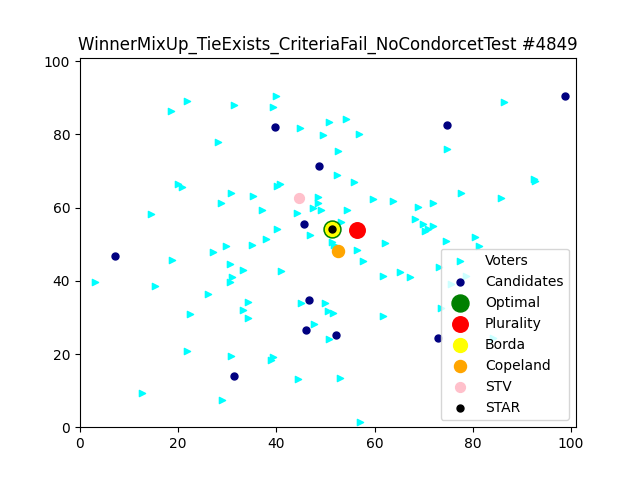 WinnerMixUp_TieExists_CriteriaFail_NoCondorcetTest #4849
100
80
60
40
20
0
Voters
Candidates
Optimal
Plurality
Borda
Copeland
STV
STAR
0 20 40 60 80 100